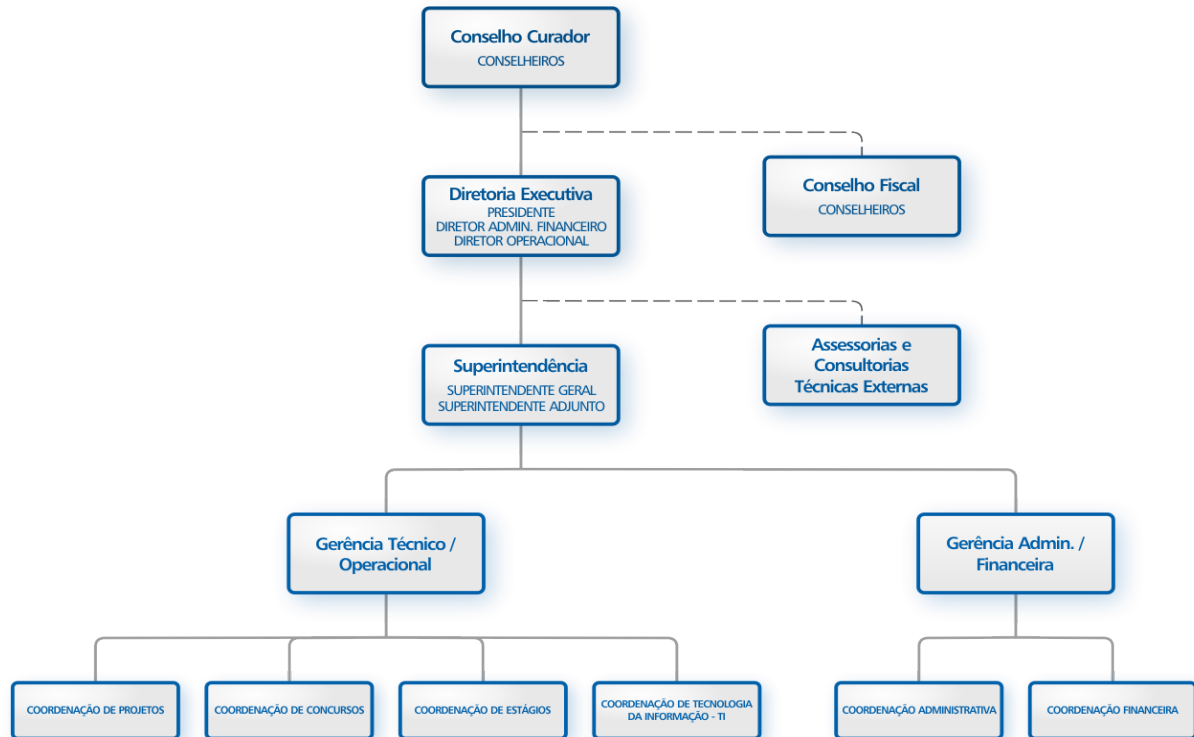 Conselho Curador
CONSELHEIROS
Conselho Fiscal
CONSELHEIROS
Diretoria Executiva
PRESIDENTE
DIRETOR ADMIN. FINANCEIRO
DIRETOR OPERACIONAL
Assessorias e
Consultorias
Técnicas Externas
Superintendência
SUPERINTENDENTE GERAL
SUPERINTENDENTE ADJUNTO
Gerência Técnico /
Operacional
Gerência Admin. /
Financeira
COORDENAÇÃO DE PROJETOS
COORDENAÇÃO DE CONCURSOS
COORDENAÇÃO DE ESTÁGIOS
COORDENAÇÃO DE TECNOLOGIA
DA INFORMAÇÃO - TI
COORDENAÇÃO ADMINISTRATIVA
COORDENAÇÃO FINANCEIRA